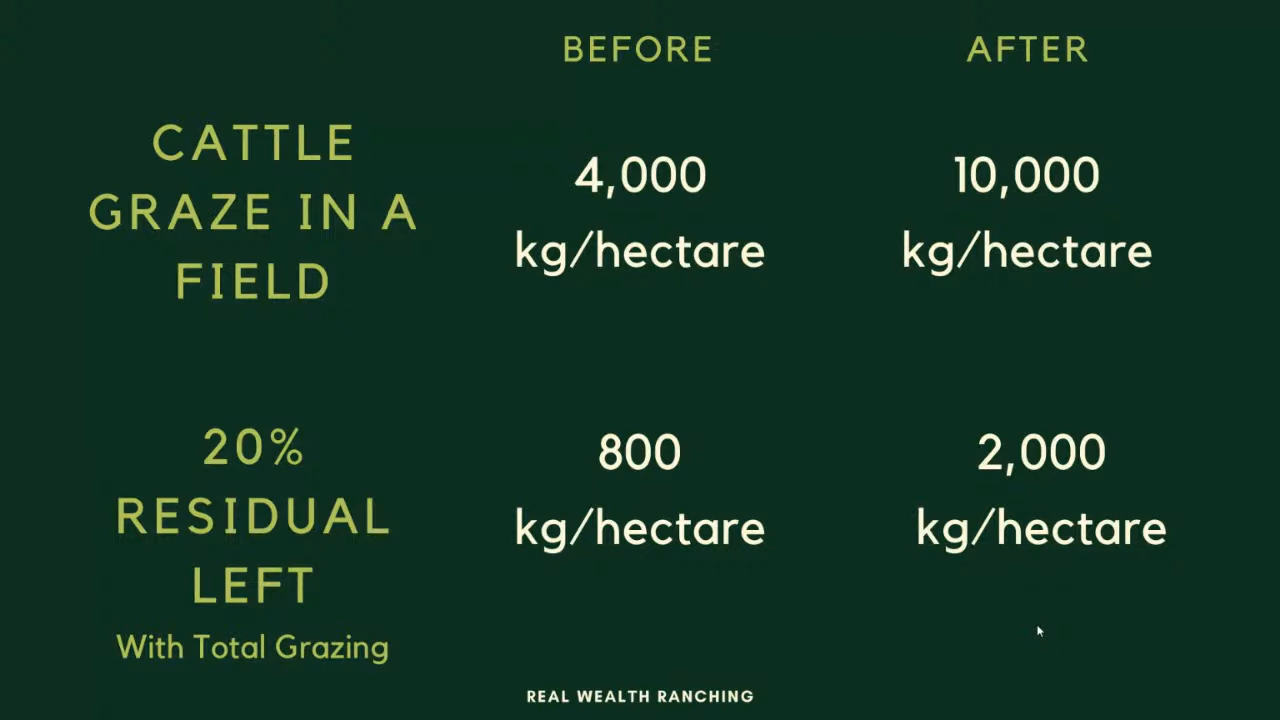 BEFORE
AFTER
CATTLE
GRAZE IN A
FIELD
4,000
kg/hectare
10,000
kg/hectare
20%
RESIDUAL
LEFT
With Total Grazing
800
kg/hectare
2,000
kg/hectare
REAL WEALTH RANCHING